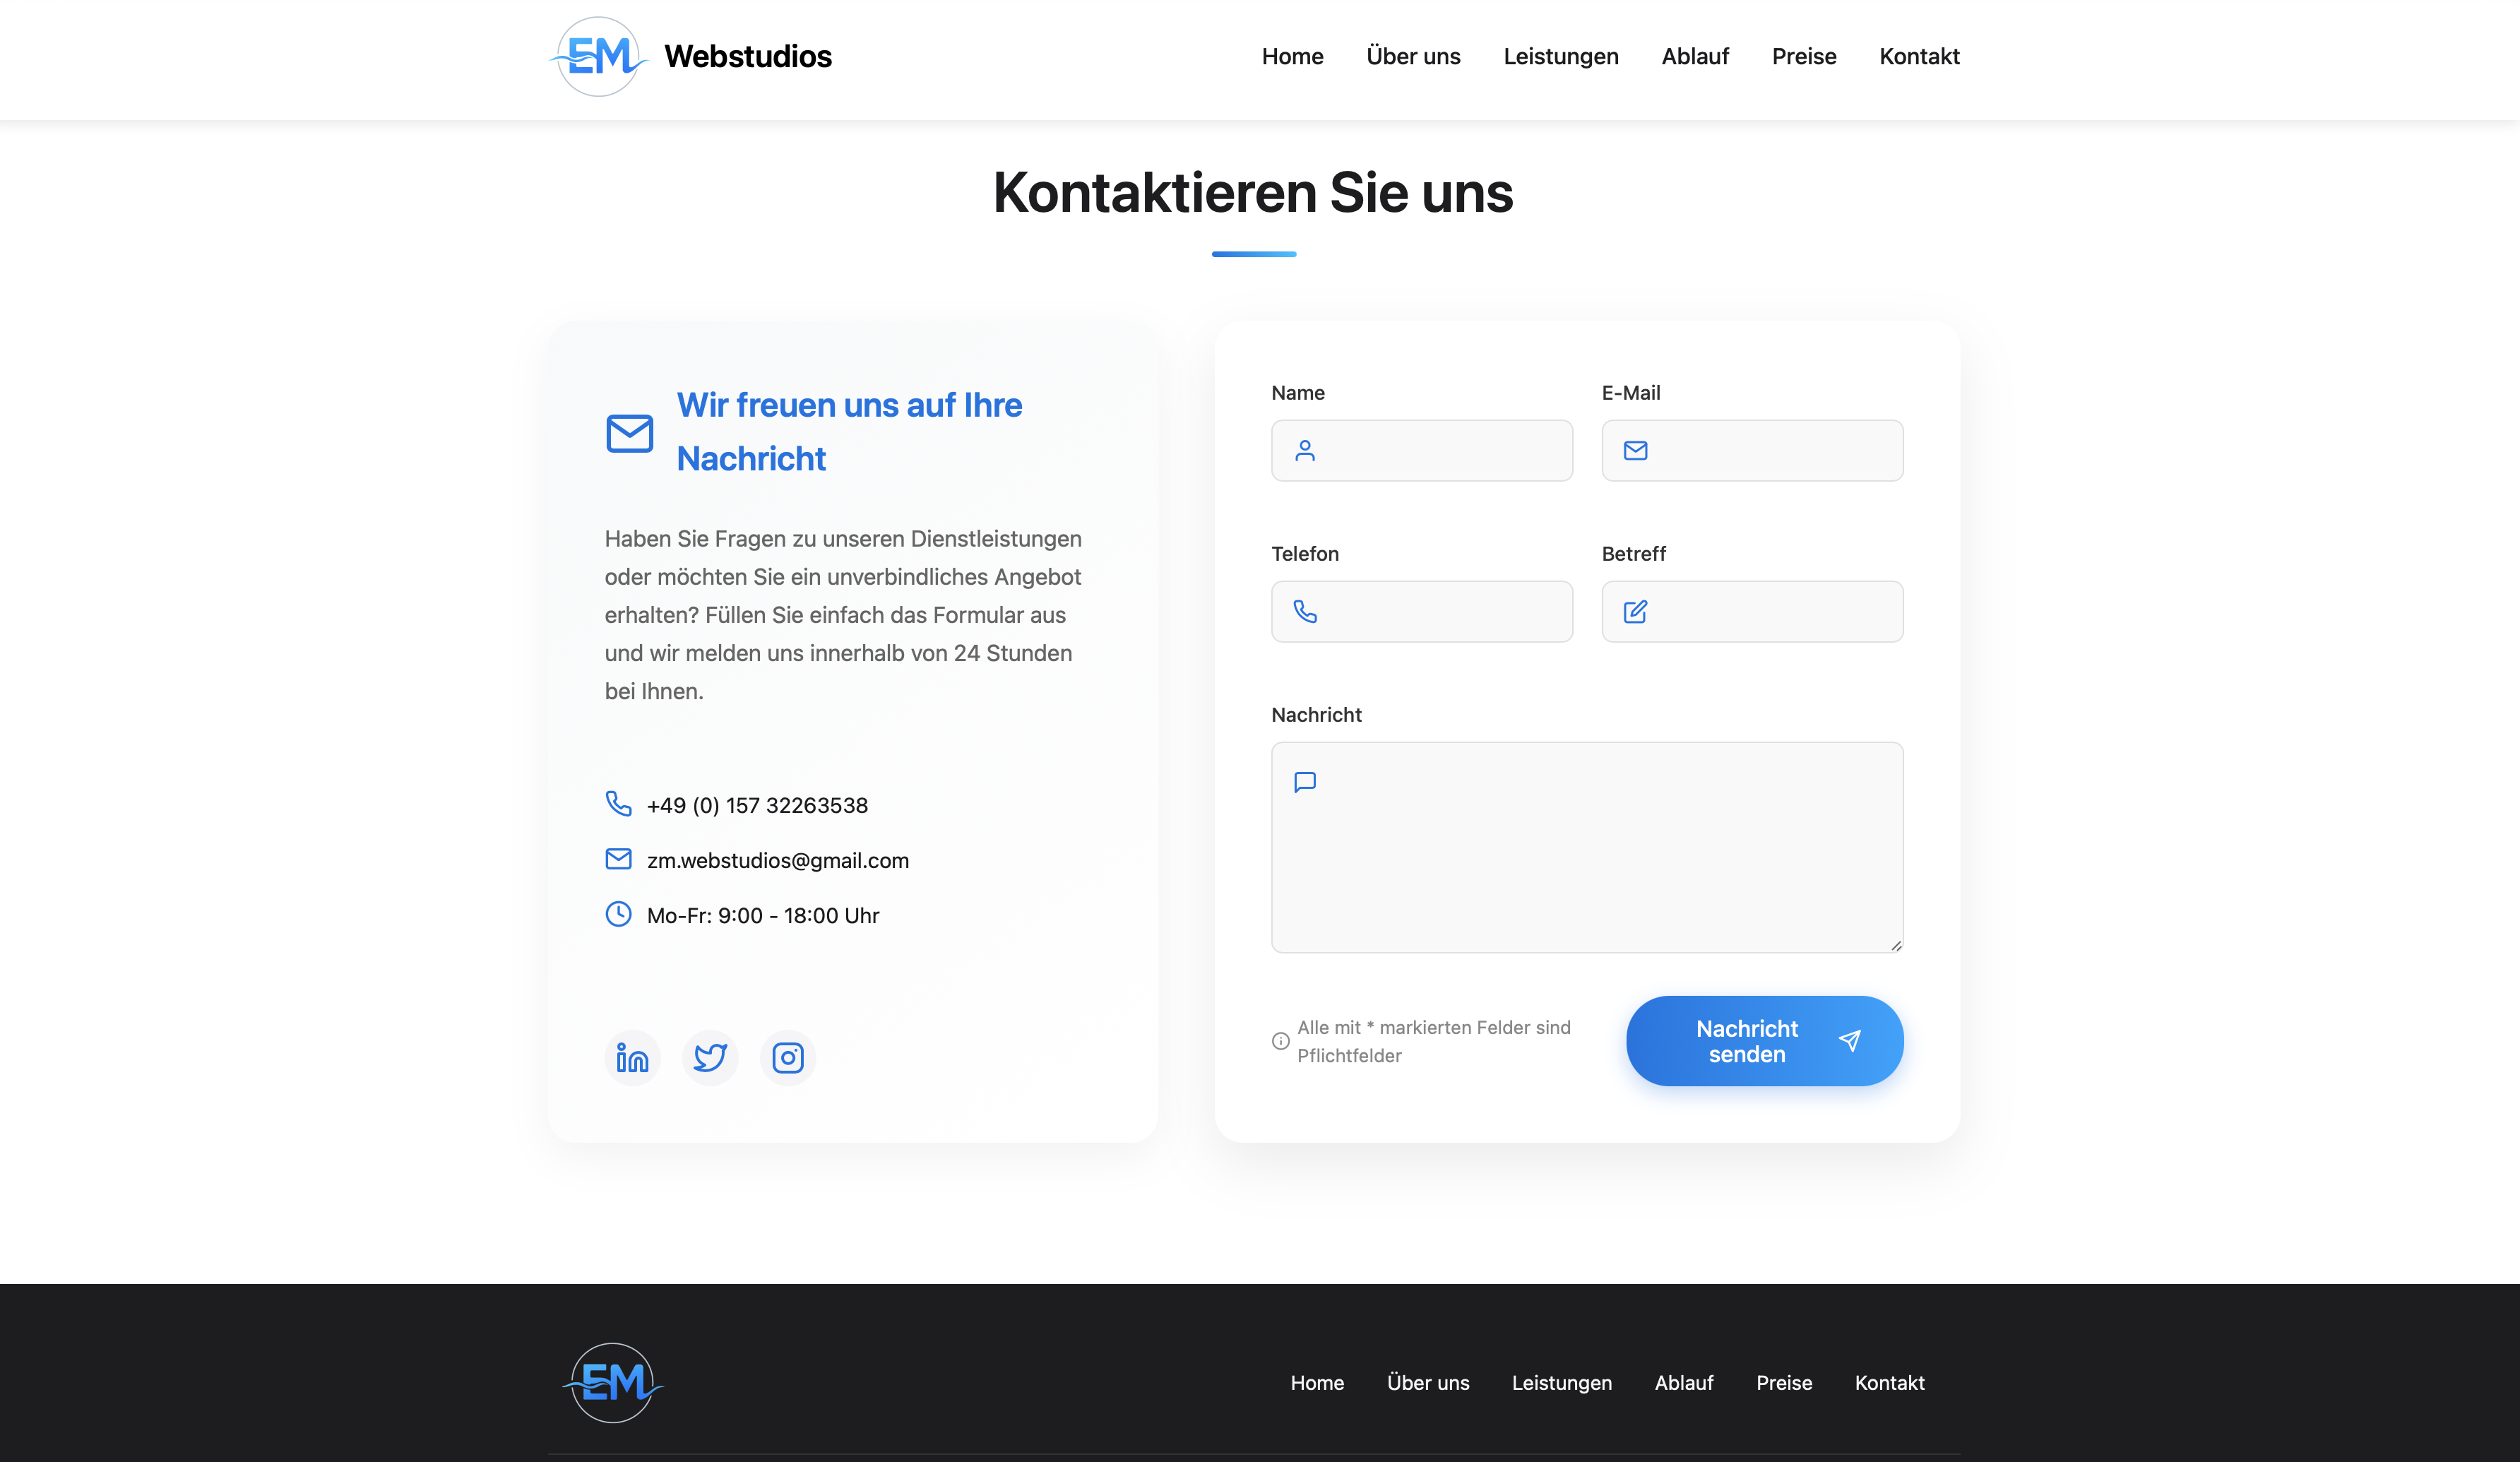 EM Webstudios
Home Über uns Leistungen Ablauf Preise Kontakt
Kontaktieren Sie uns
Wir freuen uns auf Ihre
Nachricht
Haben Sie Fragen zu unseren Dienstleistungen
oder möchten Sie ein unverbindliches Angebot
erhalten? Füllen Sie einfach das Formular aus
und wir melden uns innerhalb von 24 Stunden
bei Ihnen.
+49 (0) 157 32263538
zm.webstudios@gmail.com
Mo-Fr: 9:00 - 18:00 Uhr
in
Name
E-Mail
Telefon
Betreff
Nachricht
Alle mit * markierten Felder sind
Pflichtfelder
Nachricht
senden
EM
Home Über uns Leistungen Ablauf Preise Kontakt